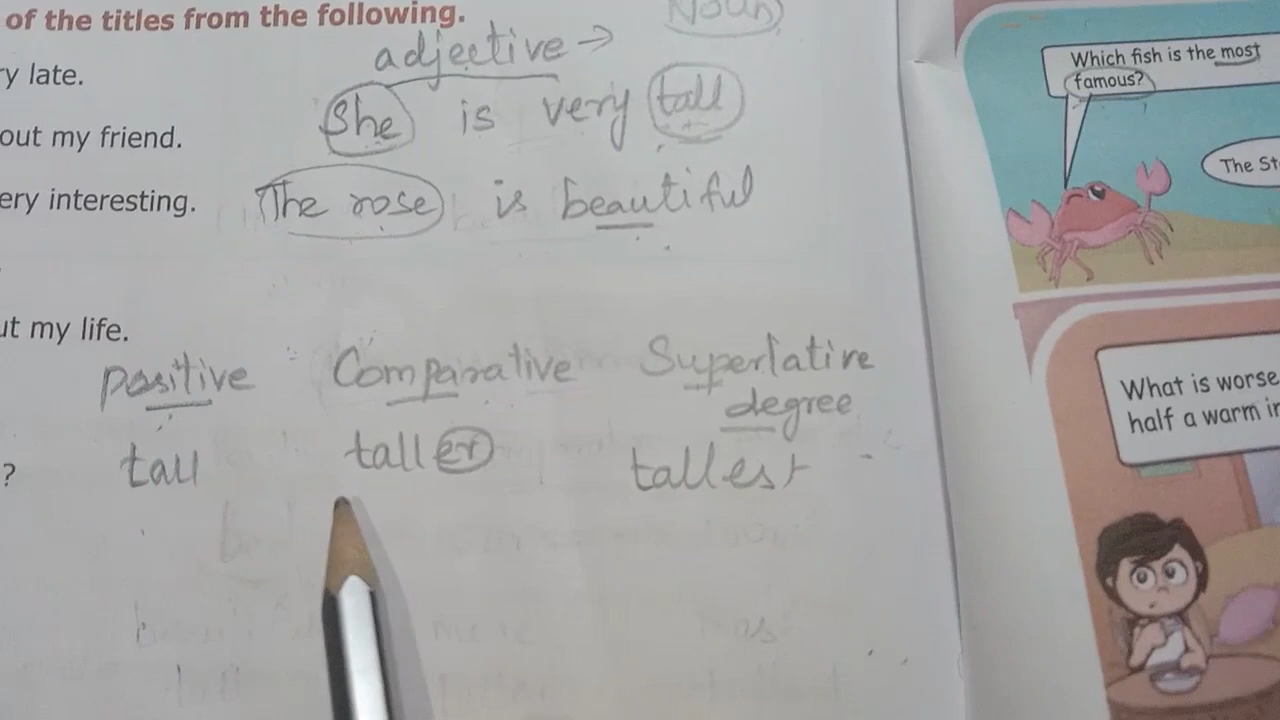 of the titles from the following.
Noun
adjective →
ry late.
She is very tall
out my friend.
ery interesting.
The rose is beautiful
ut my life.
positive Comparative Superlative
degree
tall taller tallest
?
Which fish is the most
famous?
The St
What is worse
half a warm in